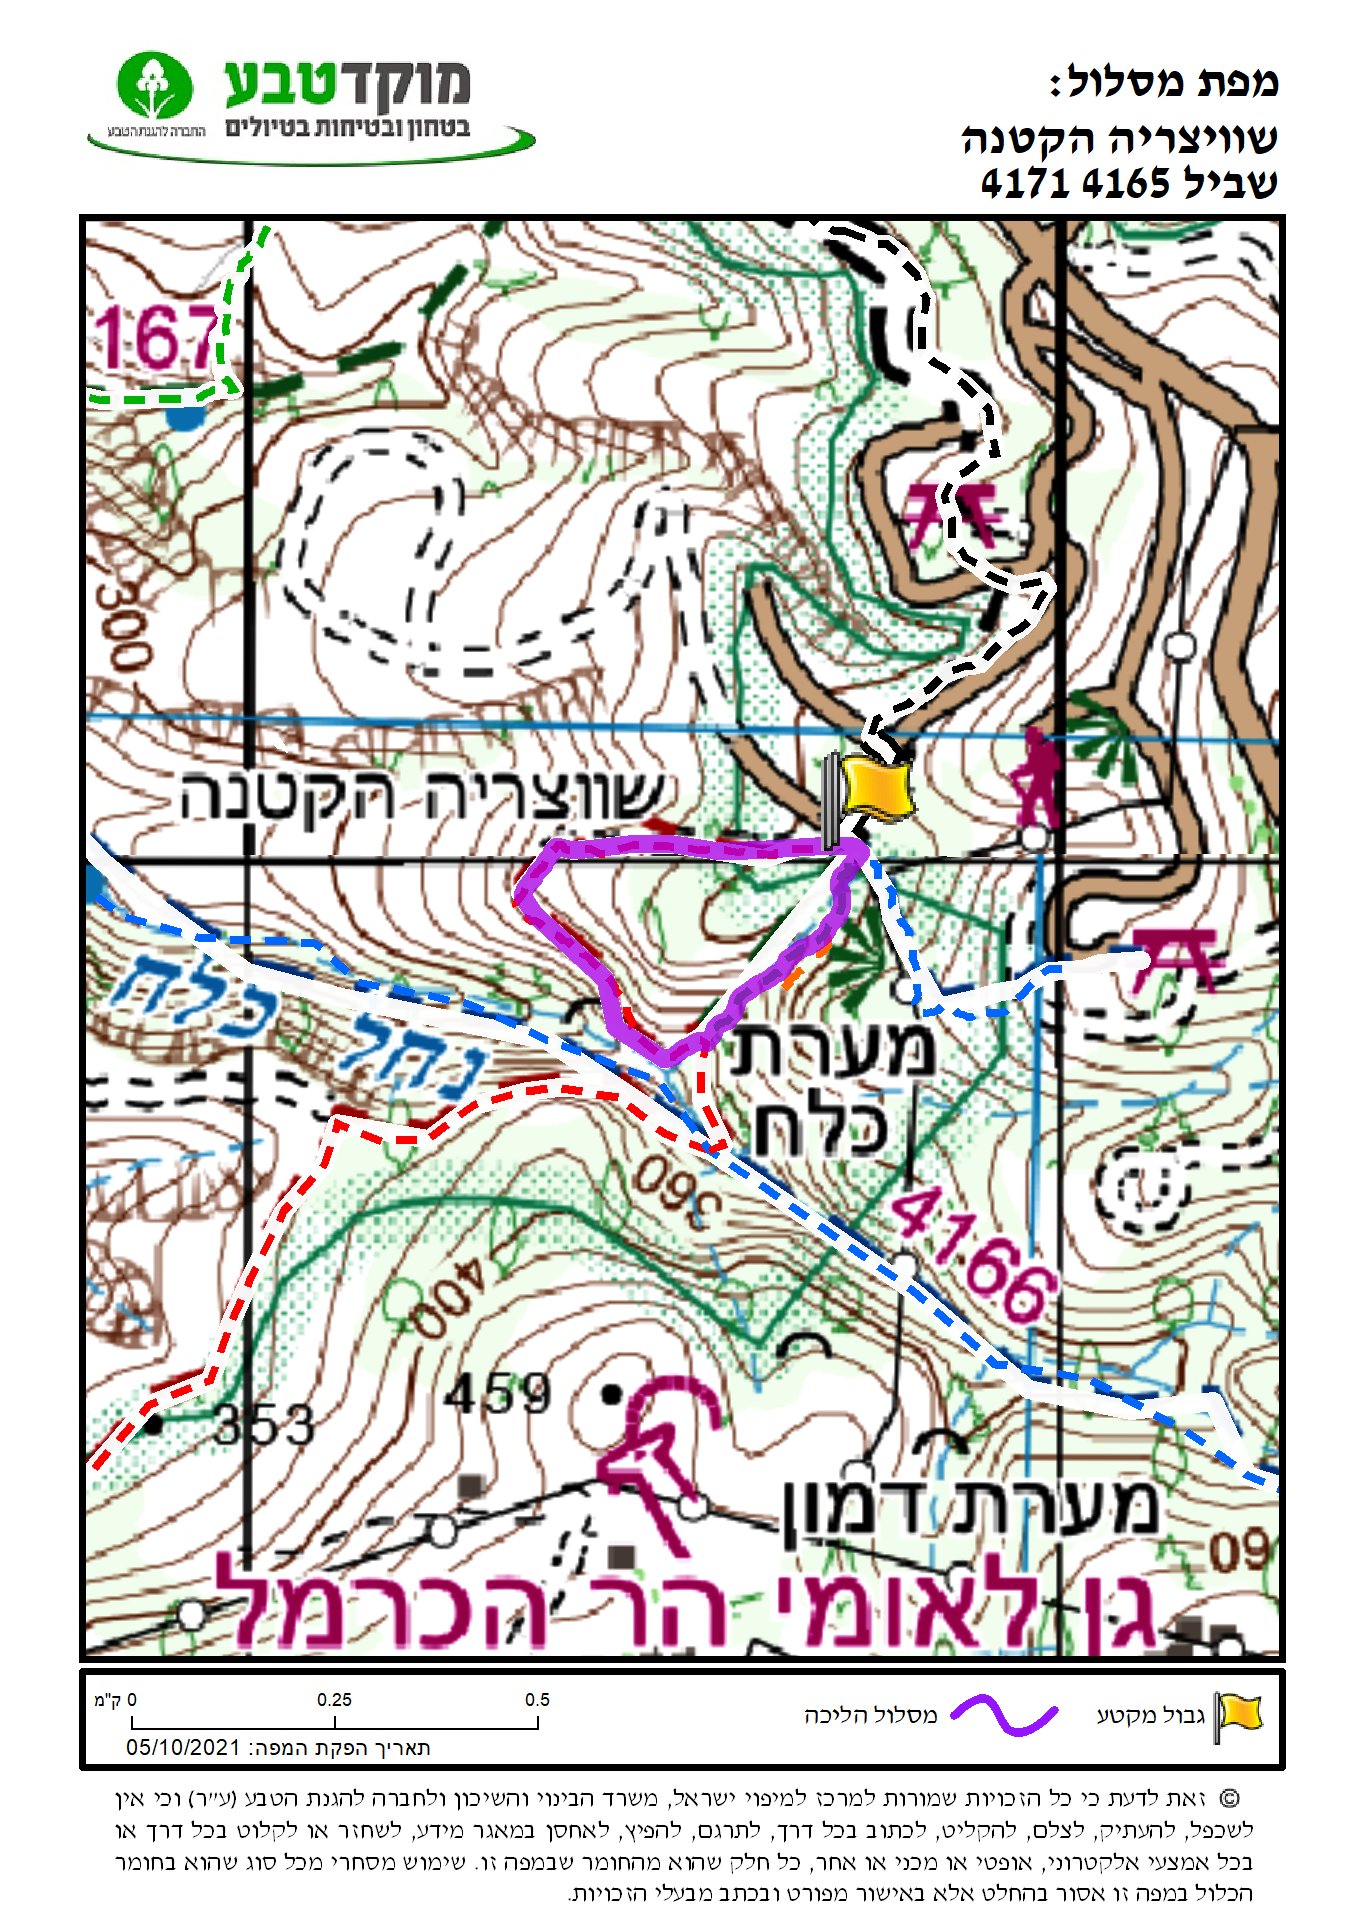 מוקדטבע
בטחון ובטיחות בטיולים
החברה להגנת הטבע
מפת מסלול:
שוויצריה הקטנה
שביל 4165 4171
167
300
שווצריה הקטנה
נחל כלח
מערת
כלח
360
4166
400
459
353
מערת דמון
60
גן לאומי הר הכרמל
גבול מקטע
מסלול הליכה
0 0.25 0.5
ק"מ
תאריך הפקת המפה: 05/10/2021
© זאת לדעת כי כל הזכויות שמורות למרכז למיפוי ישראל, משרד הבינוי והשיכון ולחברה להגנת הטבע (ע״ר) וכי אין
לשכפל, להעתיק, לצלם, להקליט, לכתוב בכל דרך, לתרגם, להפיץ, לאחסן במאגר מידע, לשחזר או לקלוט בכל דרך או
בכל אמצעי אלקטרוני, אופטי או מכני או אחר, כל חלק שהוא מהחומר שבמפה זו. שימוש מסחרי מכל סוג שהוא בחומר
הכלול במפה זו אסור בהחלט אלא באישור מפורט ובכתב מבעלי הזכויות.